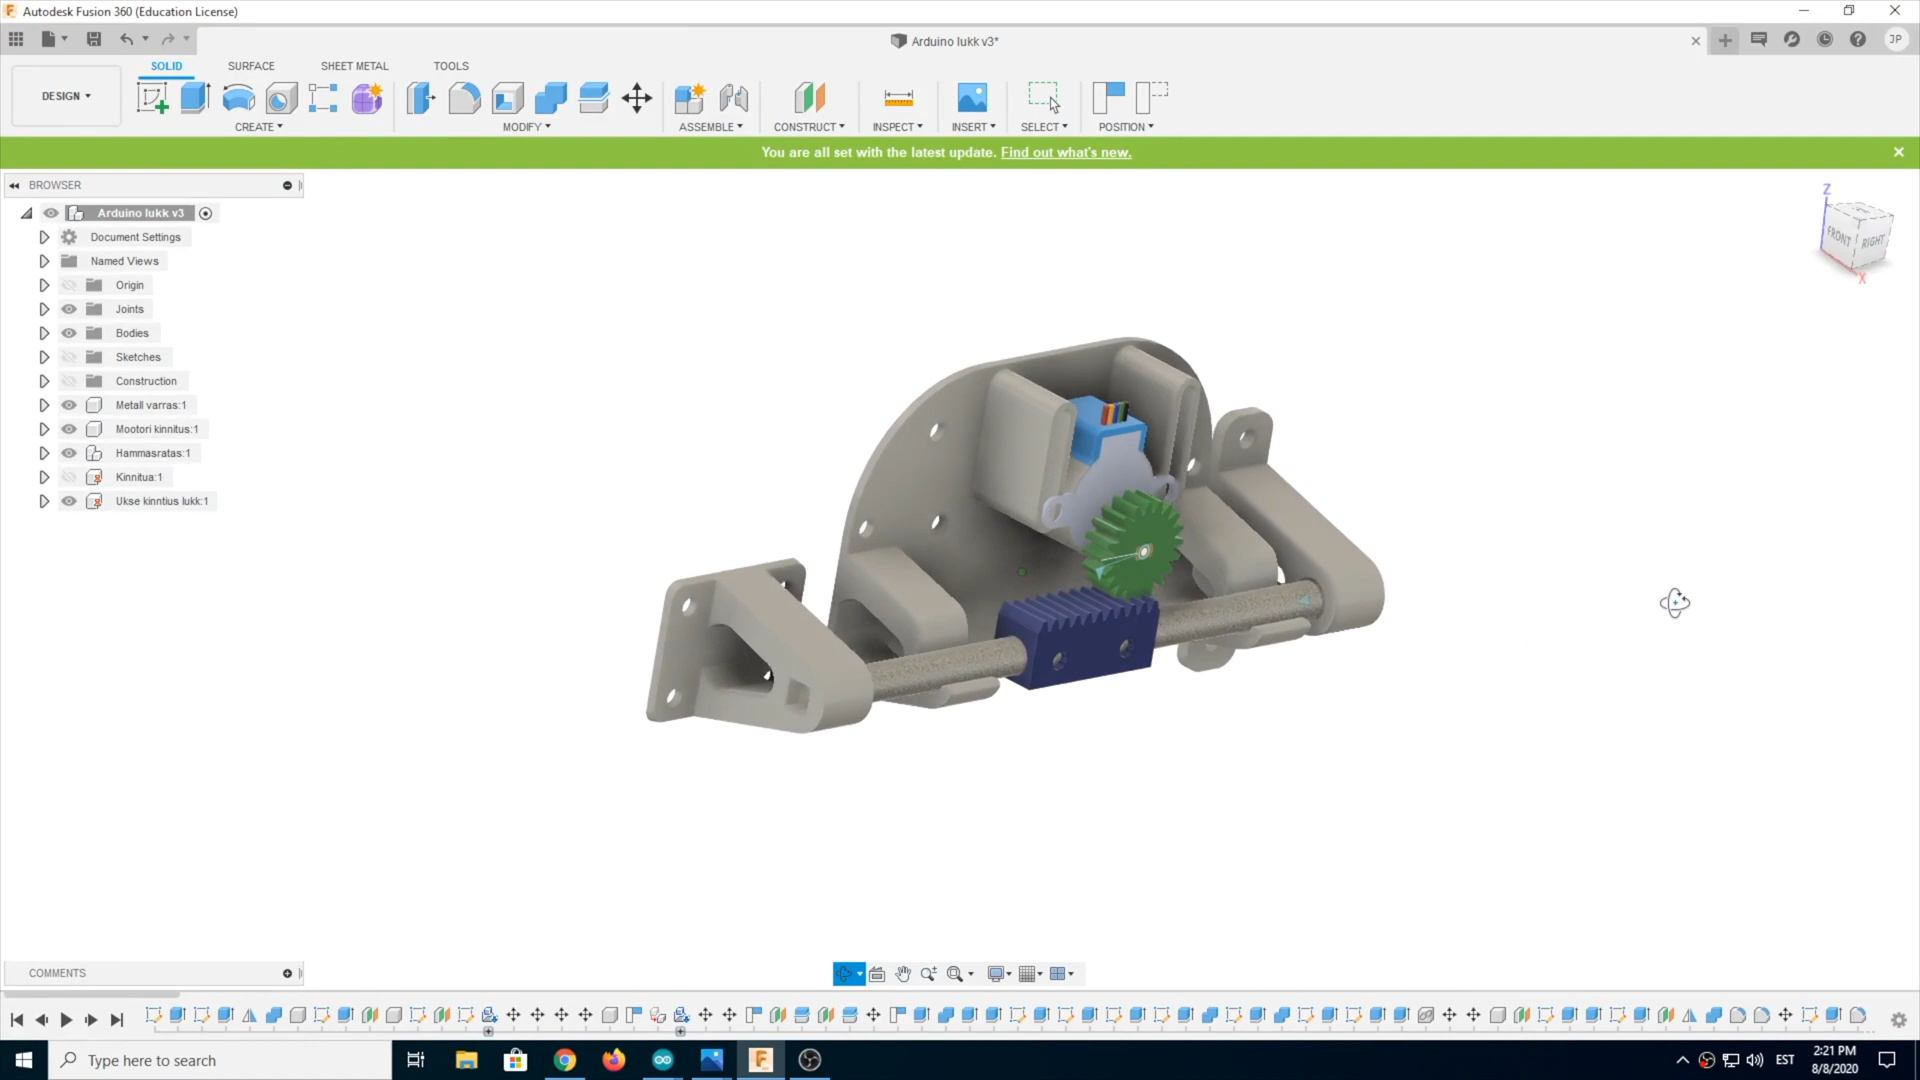 Autodesk Fusion 360 (Education License)
Arduino lukk v3*
JP
SOLID SURFACE SHEET METAL TOOLS
DESIGN
CREATE MODIFY ASSEMBLE CONSTRUCT INSPECT INSERT SELECT POSITION
You are all set with the latest update. Find out what's new.
BROWSER
Arduino lukk v3
Document Settings
Named Views
Origin
Joints
Bodies
Sketches
Construction
Metall varras:1
Mootori kinnitus:1
Hammasratas:1
Kinnitua:1
Ukse kinntius lukk:1
Z
FRONT RIGHT
X
COMMENTS
Type here to search
EST
2:21 PM
8/8/2020